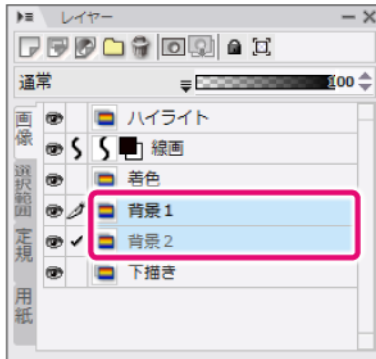 レイヤー
通常
100
画像
選択範囲
定規
用紙
ハイライト
線画
着色
背景1
背景2
下描き